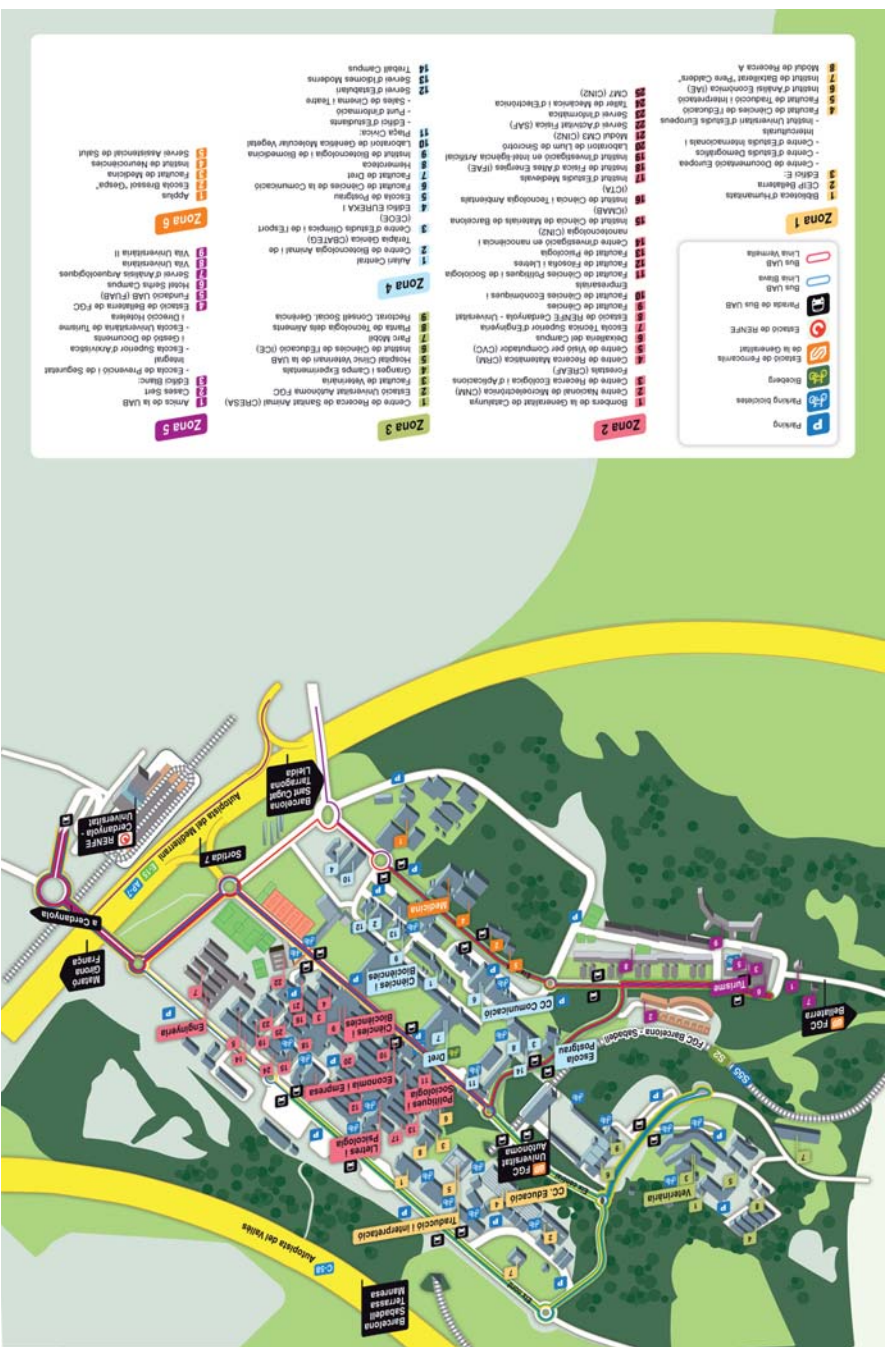 Barcelona
Sabadell
Terrassa
Manresa
C-58
Autopista del Vallès
Eix nord
Traducció i interpretació
CC. Educació
Lletres i
Psicologia
Polítiques i
Sociologia
Economia i Empresa
Ciències i
Biociències
Enginyeria
FGC
Universitat
Autònoma
Veterinària
S55
S2
FGC Barcelona - Sabadell
Escola
Postgrau
Dret
CC Comunicació
Ciències i
Biociències
Medicina
Turisme
FGC
Bellaterra
Mataró
Girona
França
a Cerdanyola
AP-7
E-15
Autopista del Mediterrani
Sortida 7
RENFE
Cerdanyola -
Universitat
Barcelona
Sant Cugat
Tarragona
Lleida
P Pàrking
Pàrking bicicletes
Biceberg
Estació de Ferrocarrils
de la Generalitat
Estació de RENFE
Parada de Bus UAB
Bus UAB
Línia Blava
Bus UAB
Línia Vermella
Zona 1
1 Biblioteca d'Humanitats
2 CEIP Bellaterra
3 Edifici E:
- Centre de Documentació Europea
- Centre d'Estudis Demogràfics
- Centre d'Estudis Internacionals i
Interculturals
- Institut Universitari d'Estudis Europeus
4 Facultat de Ciències de l'Educació
5 Facultat de Traducció i Interpretació
6 Institut d'Anàlisi Econòmica (IAE)
7 Institut de Batxillerat "Pere Calders"
8 Mòdul de Recerca A
Zona 2
1 Bombers de la Generalitat de Catalunya
2 Centre Nacional de Microelectrònica (CNM)
3 Centre de Recerca Ecològica i d'Aplicacions
Forestals (CREAF)
4 Centre de Recerca Matemàtica (CRM)
5 Centre de Visió per Computador (CVC)
6 Deixalleria del Campus
7 Escola Tècnica Superior d'Enginyeria
8 Estació de RENFE Cerdanyola - Universitat
9 Facultat de Ciències
10 Facultat de Ciències Econòmiques i
Empresarials
11 Facultat de Ciències Polítiques i de Sociologia
12 Facultat de Filosofia i Lletres
13 Facultat de Psicologia
14 Centre d'investigació en nanociència i
nanotecnologia (CIN2)
15 Institut de Ciència de Materials de Barcelona
(ICMAB)
16 Institut de Ciència i Tecnologia Ambientals
(ICTA)
17 Institut d'Estudis Medievals
18 Institut de Física d'Altes Energies (IFAE)
19 Institut d'Investigació en Intel·ligència Artificial
20 Laboratori de Llum de Sincrotró
21 Mòdul CM3 (CIN2)
22 Servei d'Activitat Física (SAF)
23 Servei d'Informàtica
24 Taller de Mecànica i d'Electrònica
25 CM7 (CIN2)
Zona 3
1 Centre de Recerca de Sanitat Animal (CRESA)
2 Estació Universitat Autònoma FGC
3 Facultat de Veterinària
4 Granges i Camps Experimentals
5 Hospital Clínic Veterinari de la UAB
6 Institut de Ciències de l'Educació (ICE)
7 Parc Mòbil
8 Planta de Tecnologia dels Aliments
9 Rectorat. Consell Social. Gerència
Zona 4
1 Aulari Central
2 Centre de Biotecnologia Animal i de
Teràpia Gènica (CBATEG)
3 Centre d'Estudis Olímpics i de l'Esport
(CEOE)
4 Edifici EUREKA I
5 Escola de Postgrau
6 Facultat de Ciències de la Comunicació
7 Facultat de Dret
8 Hemeroteca
9 Institut de Biotecnologia i de Biomedicina
10 Laboratori de Genètica Molecular Vegetal
11 Plaça Cívica:
- Edifici d'Estudiants
- Punt d'informació
- Sales de Cinema i Teatre
12 Servei d'Estabulari
13 Servei d'Idiomes Moderns
14 Treball Campus
Zona 5
1 Amics de la UAB
2 Cases Sert
3 Edifici Blanc:
- Escola de Prevenció i de Seguretat
Integral
- Escola Superior d'Arxivística
i Gestió de Documents
- Escola Universitària de Turisme
i Direcció Hotelera
4 Estació de Bellaterra de FGC
5 Fundació UAB (FUAB)
6 Hotel Serhs Campus
7 Servei d'Anàlisis Arqueològiques
8 Vila Universitària
9 Vila Universitària II
Zona 6
1 Applus
2 Escola Bressol "Gespa"
3 Facultat de Medicina
4 Institut de Neurociències
5 Servei Assistencial de Salut